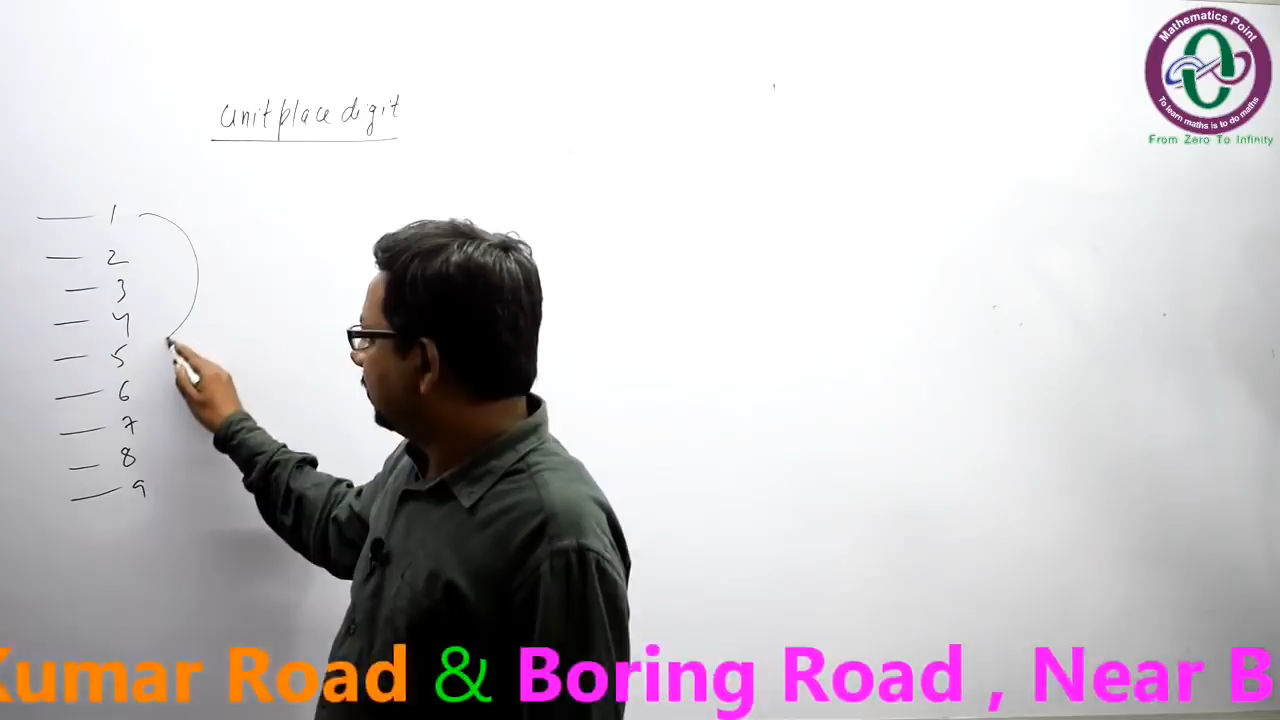 Mathematics Point
To learn maths is to do maths
From Zero To Infinity
Unit place digit
— 1
— 2
— 3
— 4
— 5
— 6
— 7
— 8
— 9
Kumar Road & Boring Road , Near B